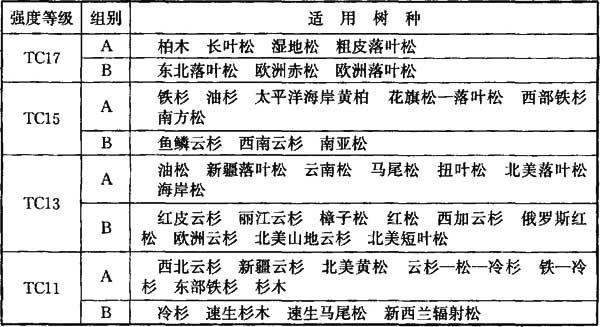 强度等级 组别 适 用 树 种
TC17
A 柏木 长叶松 湿地松 粗皮落叶松
B 东北落叶松 欧洲赤松 欧洲落叶松
TC15
A 铁杉 油杉 太平洋海岸黄柏 花旗松—落叶松 西部铁杉
南方松
B 鱼鳞云杉 西南云杉 南亚松
TC13
A 油松 新疆落叶松 云南松 马尾松 扭叶松 北美落叶松
海岸松
B 红皮云杉 丽江云杉 樟子松 红松 西加云杉 俄罗斯红
松 欧洲云杉 北美山地云杉 北美短叶松
TC11
A 西北云杉 新疆云杉 北美黄松 云杉—松—冷杉 铁—冷
杉 东部铁杉 杉木
B 冷杉 速生杉木 速生马尾松 新西兰辐射松